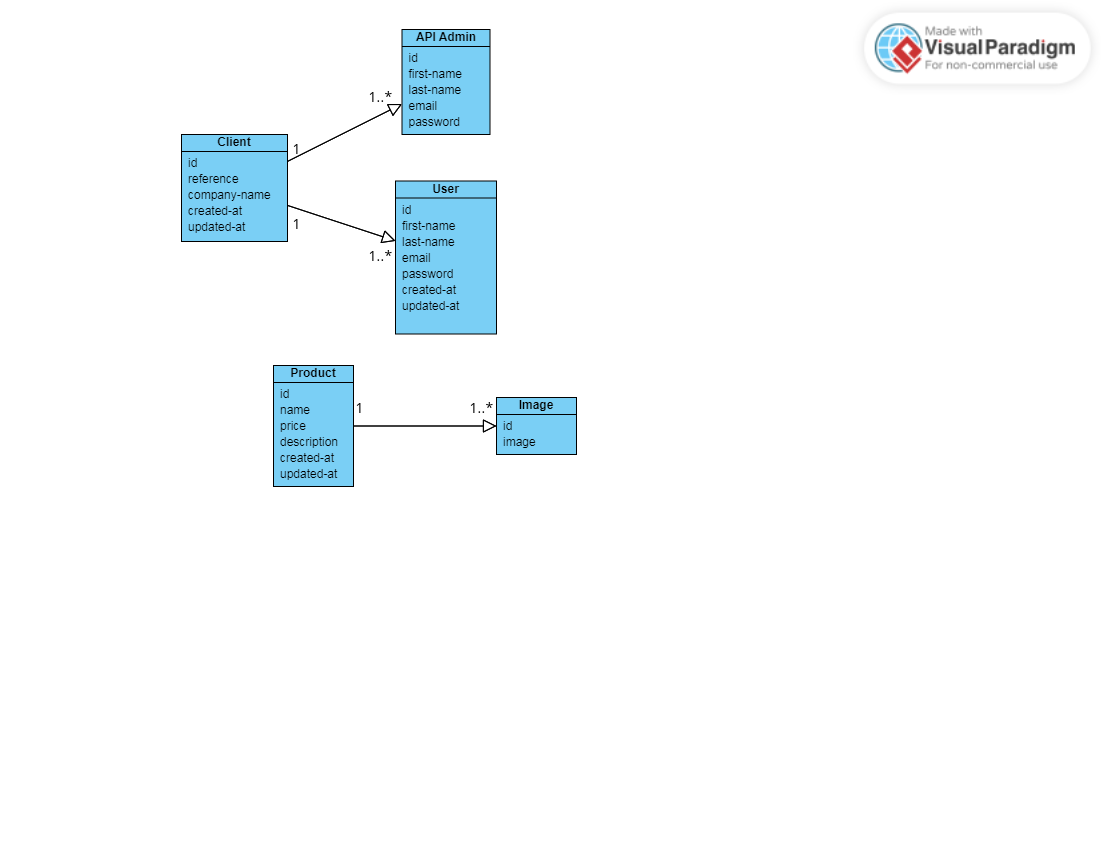 Made with
Visual Paradigm
For non-commercial use
API Admin
id
first-name
last-name
email
password
1..*
1
Client
id
reference
company-name
created-at
updated-at
1
1..*
User
id
first-name
last-name
email
password
created-at
updated-at
Product
id
name
price
description
created-at
updated-at
1
1..*
Image
id
image